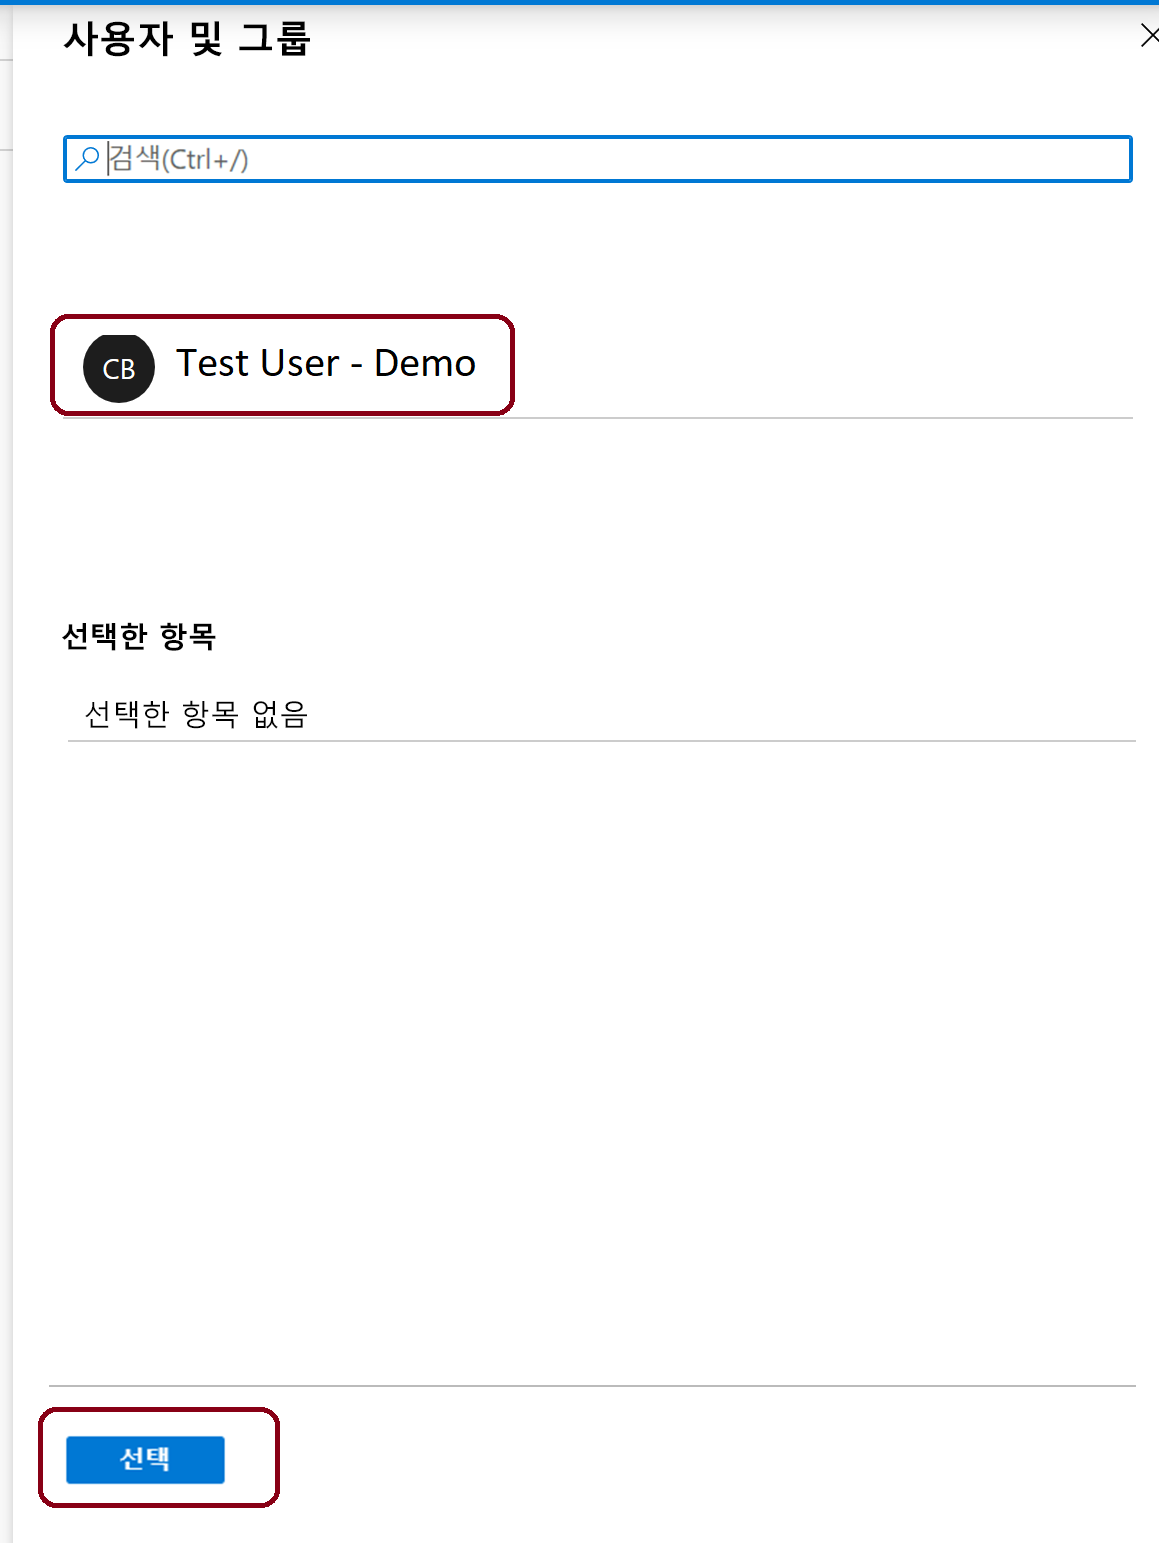 사용자 및 그룹
검색(Ctrl+/)
CB
Test User - Demo
선택한 항목
선택한 항목 없음
선택